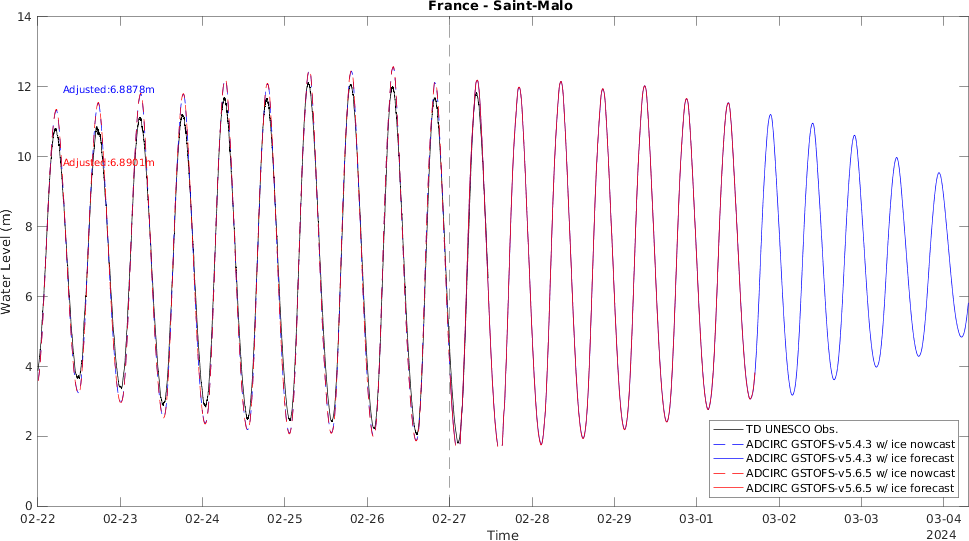 France - Saint-Malo
14
12
10
8
6
4
2
0
Water Level (m)
Adjusted:6.8878m
Adjusted:6.8901m
TD UNESCO Obs.
ADCIRC GSTOFS-v5.4.3 w/ ice nowcast
ADCIRC GSTOFS-v5.4.3 w/ ice forecast
ADCIRC GSTOFS-v5.6.5 w/ ice nowcast
ADCIRC GSTOFS-v5.6.5 w/ ice forecast
02-22 02-23 02-24 02-25 02-26 02-27 02-28 02-29 03-01 03-02 03-03 03-04
Time
2024